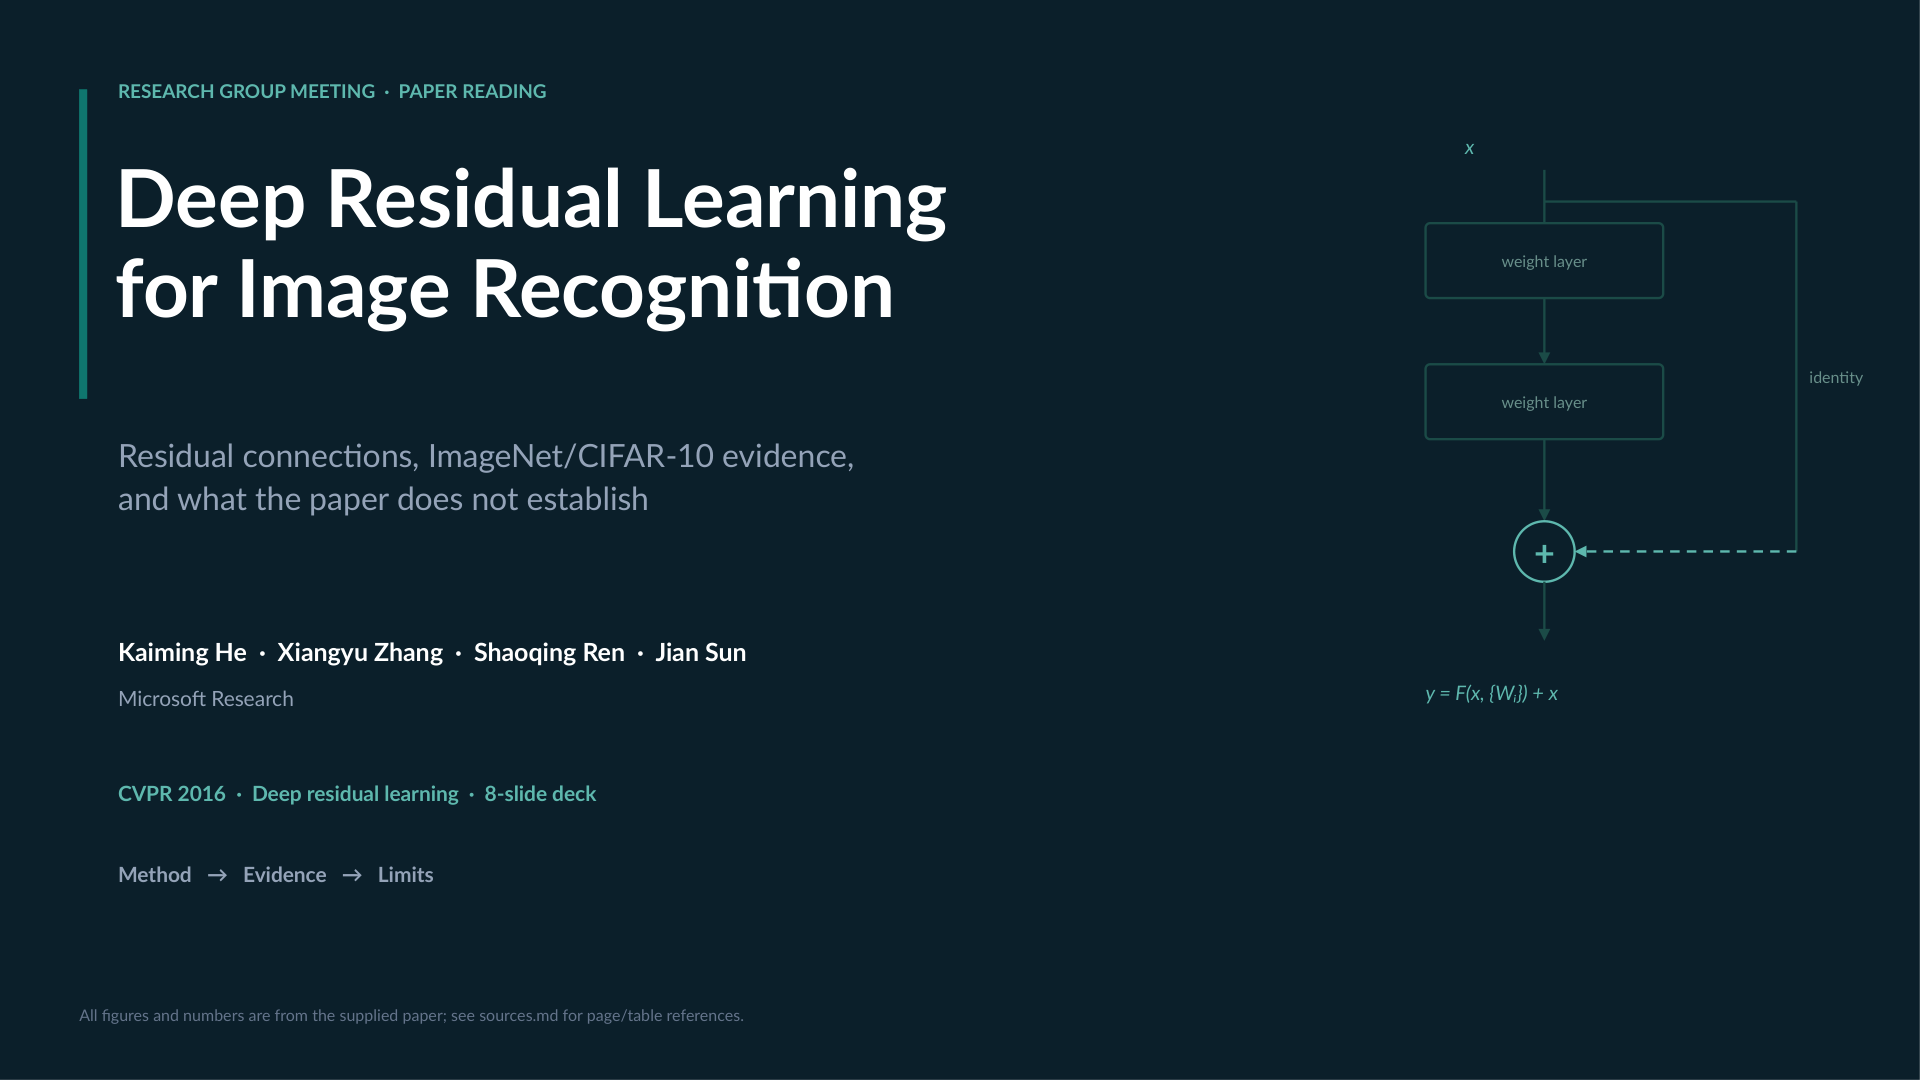 RESEARCH GROUP MEETING · PAPER READING
Deep Residual Learning
for Image Recognition
Residual connections, ImageNet/CIFAR-10 evidence,
and what the paper does not establish
Kaiming He · Xiangyu Zhang · Shaoqing Ren · Jian Sun
Microsoft Research
CVPR 2016 · Deep residual learning · 8-slide deck
Method → Evidence → Limits
All figures and numbers are from the supplied paper; see sources.md for page/table references.
x
weight layer
weight layer
identity
+
y = F(x, {Wᵢ}) + x